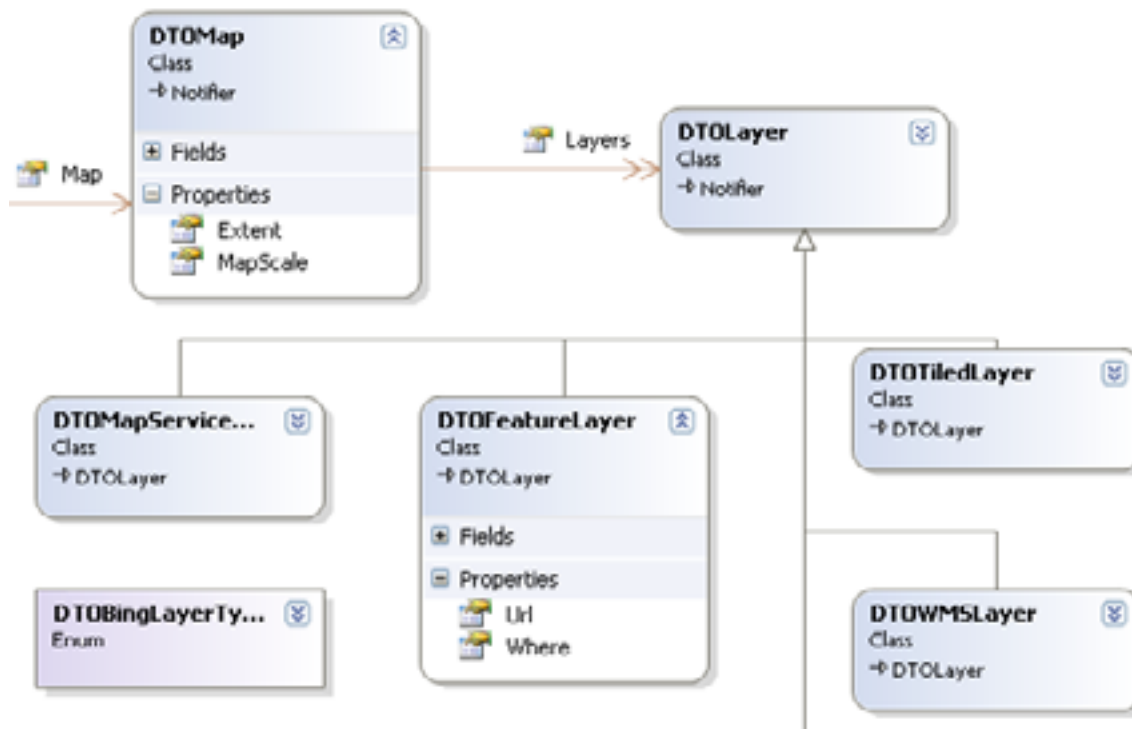 DTOMap
Class
Notifier
Fields
Properties
Extent
MapScale
Map
Layers
DTOLayer
Class
Notifier
DTOMapService...
Class
DTOLayer
DTOFeatureLayer
Class
DTOLayer
Fields
Properties
Url
Where
DTOTiledLayer
Class
DTOLayer
DTOBingLayerTy...
Enum
DTOWMSLayer
Class
DTOLayer